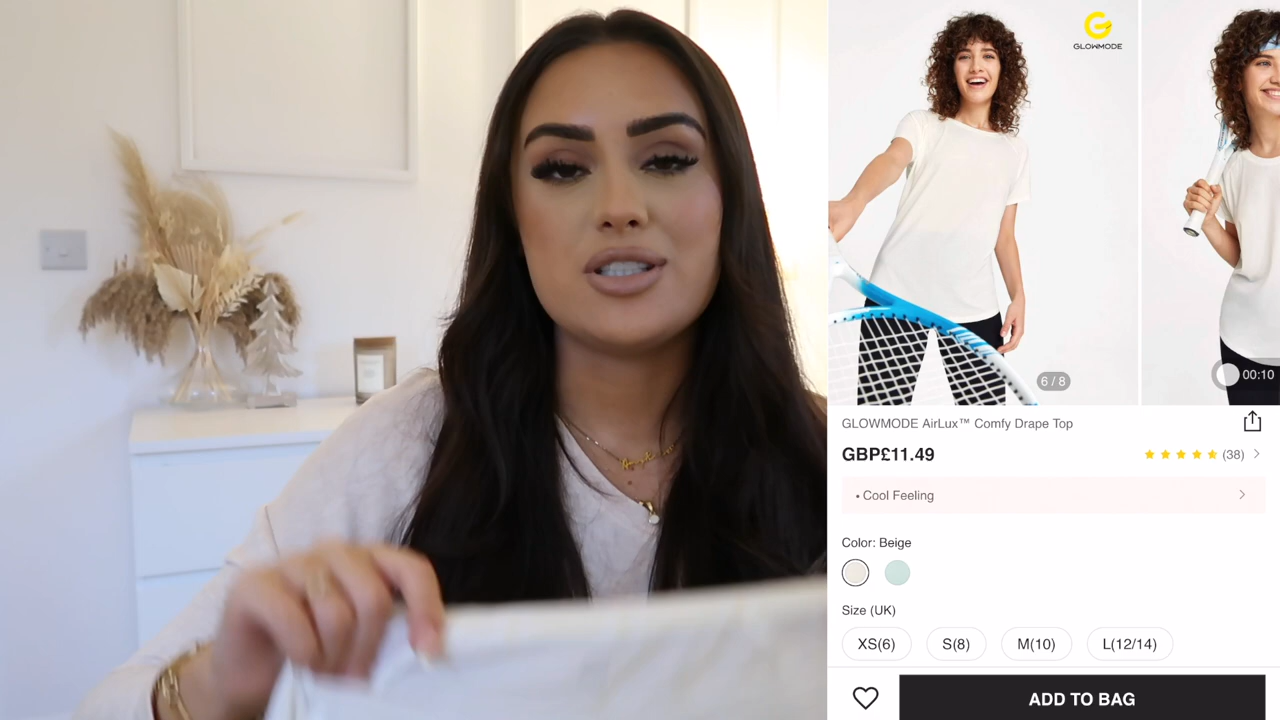 GLOWMODE
6 / 8
00:10
GLOWMODE AirLux™ Comfy Drape Top
GBP£11.49
(38)
• Cool Feeling
Color: Beige
Size (UK)
XS(6) S(8) M(10) L(12/14)
ADD TO BAG